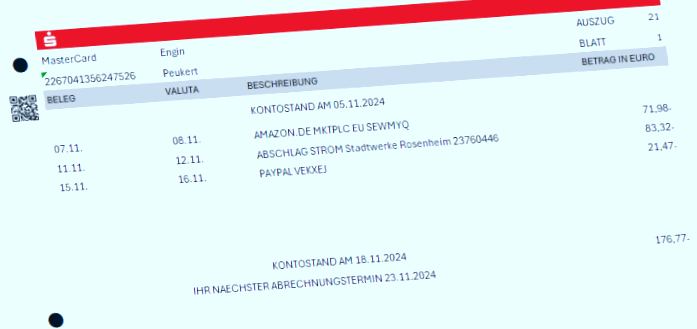 AUSZUG 21
MasterCard Engin BLATT 1
2267041356247526 Peukert
BELEG VALUTA BESCHREIBUNG BETRAG IN EURO
KONTOSTAND AM 05.11.2024
07.11. 08.11. AMAZON.DE MKTPLC EU SEWMYQ 71,98-
11.11. 12.11. ABSCHLAG STROM Stadtwerke Rosenheim 23760446 83,32-
15.11. 16.11. PAYPAL VEKXEJ 21,47-
KONTOSTAND AM 18.11.2024 176,77-
IHR NAECHSTER ABRECHNUNGSTERMIN 23.11.2024